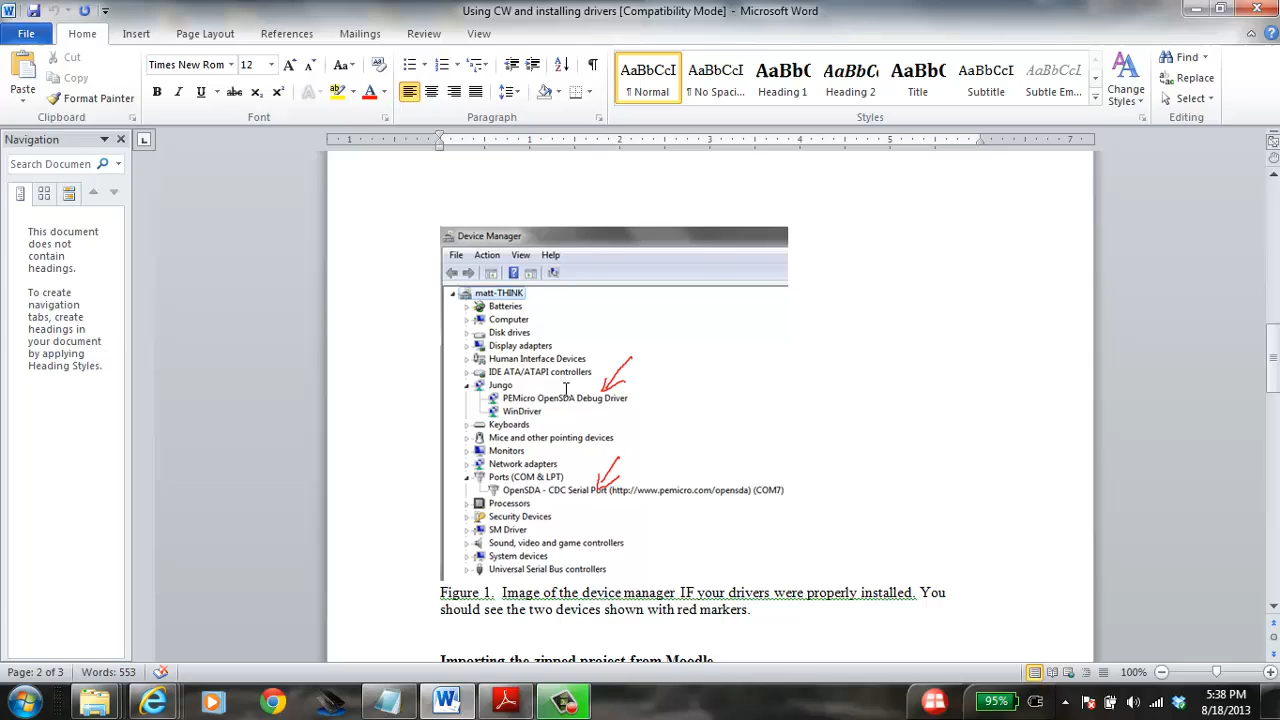 Using CW and installing drivers [Compatibility Mode] - Microsoft Word
File Home Insert Page Layout References Mailings Review View
Paste
Cut
Copy
Format Painter
Clipboard
Times New Rom 12
Font
Paragraph
AaBbCcI AaBbCcI AaBbC AaBbCc AaBbC AaBbCcI AaBbCcI
¶ Normal ¶ No Spaci... Heading 1 Heading 2 Title Subtitle Subtle Em...
Styles
Change Styles
Find
Replace
Select
Editing
Navigation
Search Documen
This document
does not
contain
headings.
To create
navigation
tabs, create
headings in
your document
by applying
Heading Styles.
1 1 2 3 4 5 7
Device Manager
File Action View Help
matt-THINK
Batteries
Computer
Disk drives
Display adapters
Human Interface Devices
IDE ATA/ATAPI controllers
Jungo
PEMicro OpenSDA Debug Driver
WinDriver
Keyboards
Mice and other pointing devices
Monitors
Network adapters
Ports (COM & LPT)
OpenSDA - CDC Serial Port (http://www.pemicro.com/opensda) (COM7)
Processors
Security Devices
SM Driver
Sound, video and game controllers
System devices
Universal Serial Bus controllers
Figure 1. Image of the device manager IF your drivers were properly installed. You
should see the two devices shown with red markers.
Importing the zipped project from Moodle
Page: 2 of 3 Words: 553
100%
95%
5:38 PM
8/18/2013